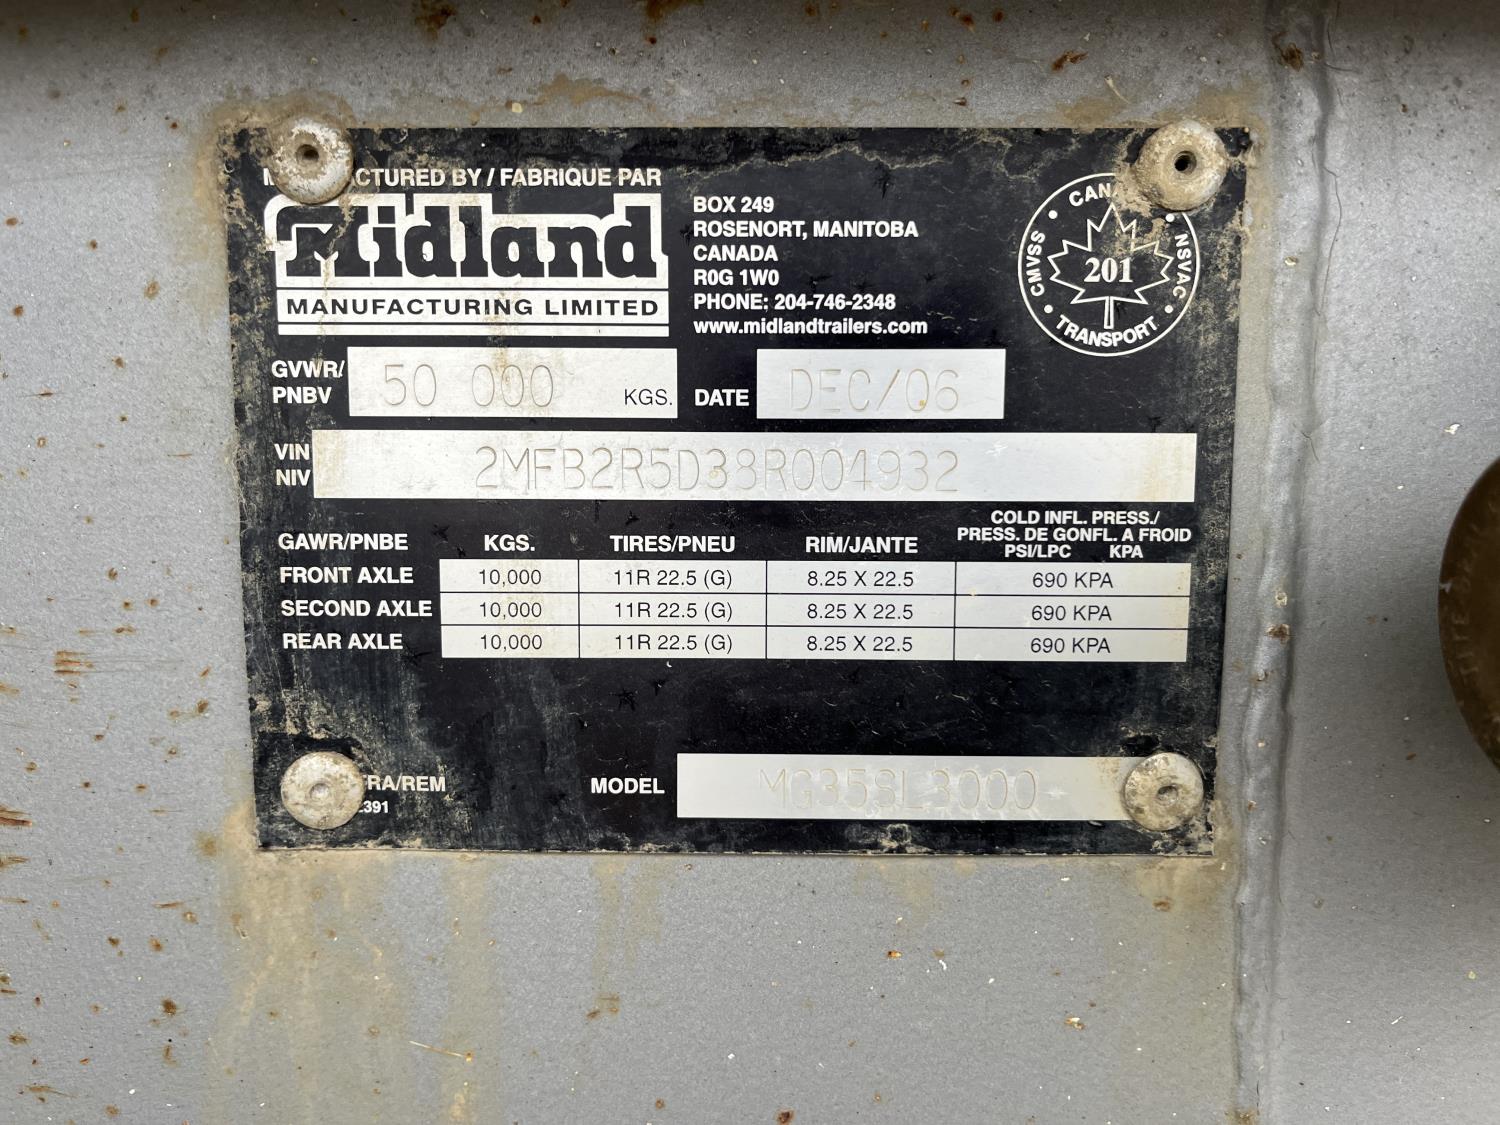 MANUFACTURED BY / FABRIQUE PAR
Midland
MANUFACTURING LIMITED
BOX 249
ROSENORT, MANITOBA
CANADA
R0G 1W0
PHONE: 204-746-2348
www.midlandtrailers.com
CANADA
CMVSS • NSVAC
201
TRANSPORT
GVWR/
PNBV 50 000 KGS. DATE DEC/06
VIN
NIV 2MFB2R5D38R004932
COLD INFL. PRESS./
PRESS. DE GONFL. A FROID
GAWR/PNBE KGS. TIRES/PNEU RIM/JANTE PSI/LPC KPA
FRONT AXLE 10,000 11R 22.5 (G) 8.25 X 22.5 690 KPA
SECOND AXLE 10,000 11R 22.5 (G) 8.25 X 22.5 690 KPA
REAR AXLE 10,000 11R 22.5 (G) 8.25 X 22.5 690 KPA
TRA/REM
MODEL MG35SL3000
391